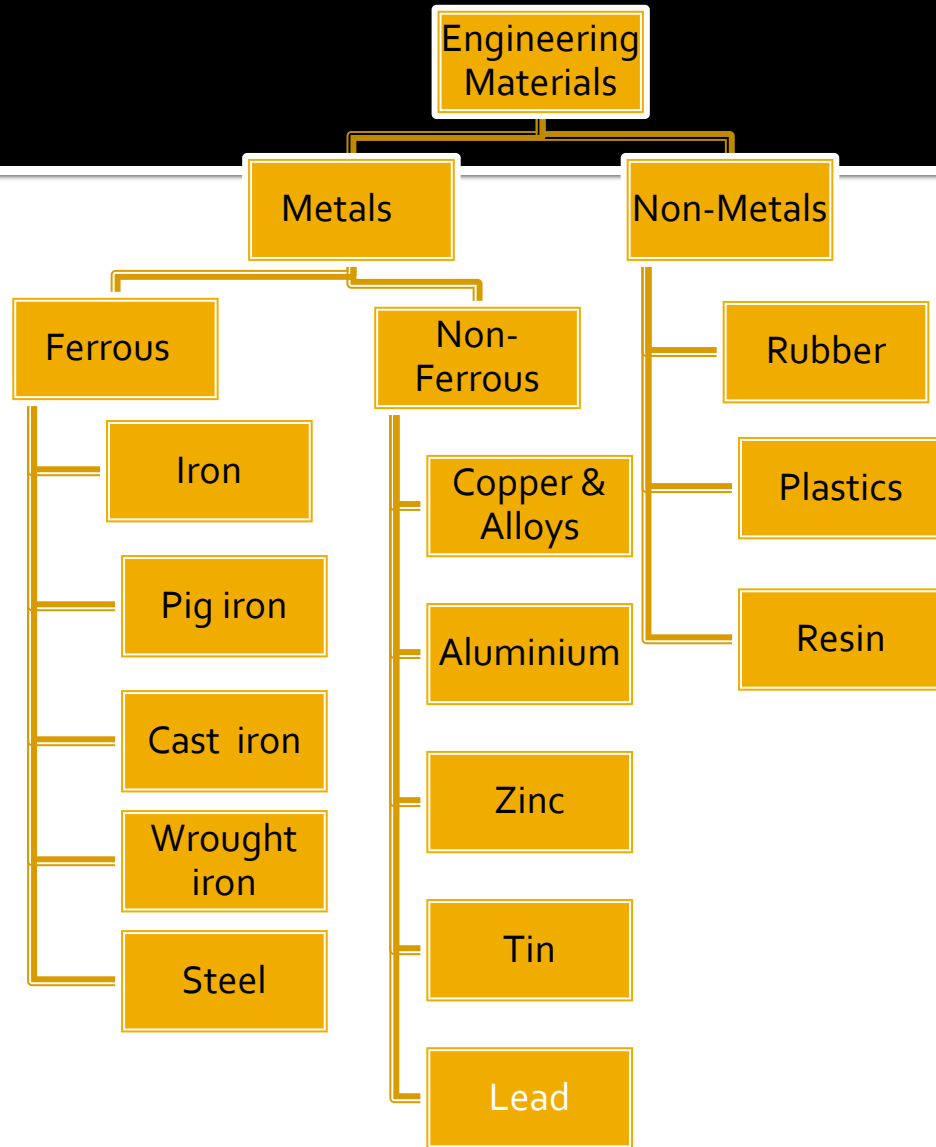 Engineering
Materials
Metals
Non-Metals
Ferrous
Non-
Ferrous
Rubber
Iron
Copper &
Alloys
Plastics
Pig iron
Aluminium
Resin
Cast iron
Zinc
Wrought
iron
Tin
Steel
Lead